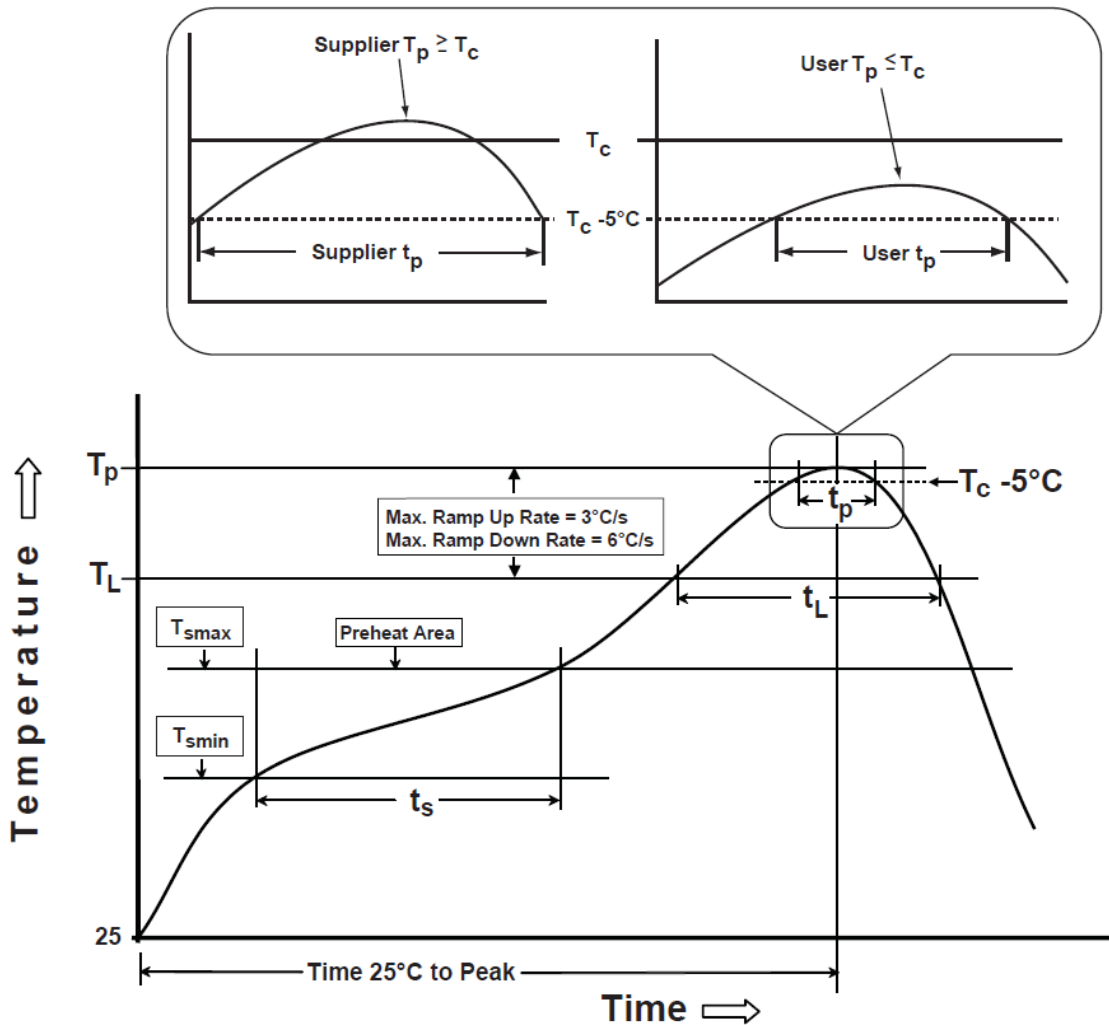 Supplier Tp ≥ Tc
User Tp ≤ Tc
Tc
Tc -5°C
Supplier tp
User tp
Tp
Tc -5°C
tp
Max. Ramp Up Rate = 3°C/s
Max. Ramp Down Rate = 6°C/s
TL
tL
Tsmax
Preheat Area
Tsmin
ts
Temperature
25
Time 25°C to Peak
Time